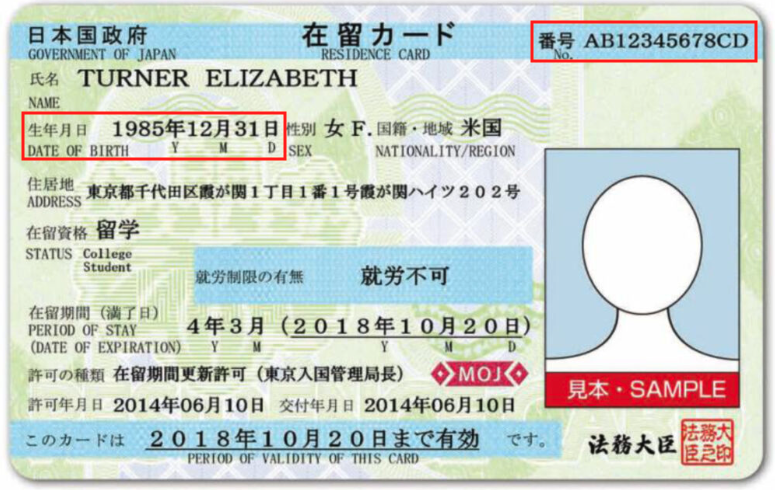 日本国政府 在留カード 番号 AB12345678CD
GOVERNMENT OF JAPAN RESIDENCE CARD No.
氏名 TURNER ELIZABETH
NAME
生年月日 1985年12月31日 性別 女 F. 国籍・地域 米国
DATE OF BIRTH Y M D SEX NATIONALITY/REGION
住居地 東京都千代田区霞が関1丁目1番1号霞が関ハイツ202号
ADDRESS
在留資格 留学
STATUS College
Student
就労制限の有無 就労不可
在留期間(満了日)
PERIOD OF STAY 4年3月(2018年10月20日)
(DATE OF EXPIRATION) Y M Y M D
許可の種類 在留期間更新許可(東京入国管理局長) MOJ
見本・SAMPLE
許可年月日 2014年06月10日 交付年月日 2014年06月10日
このカードは 2018年10月20日まで有効 です。
PERIOD OF VALIDITY OF THIS CARD
法務大臣 法務大臣之印